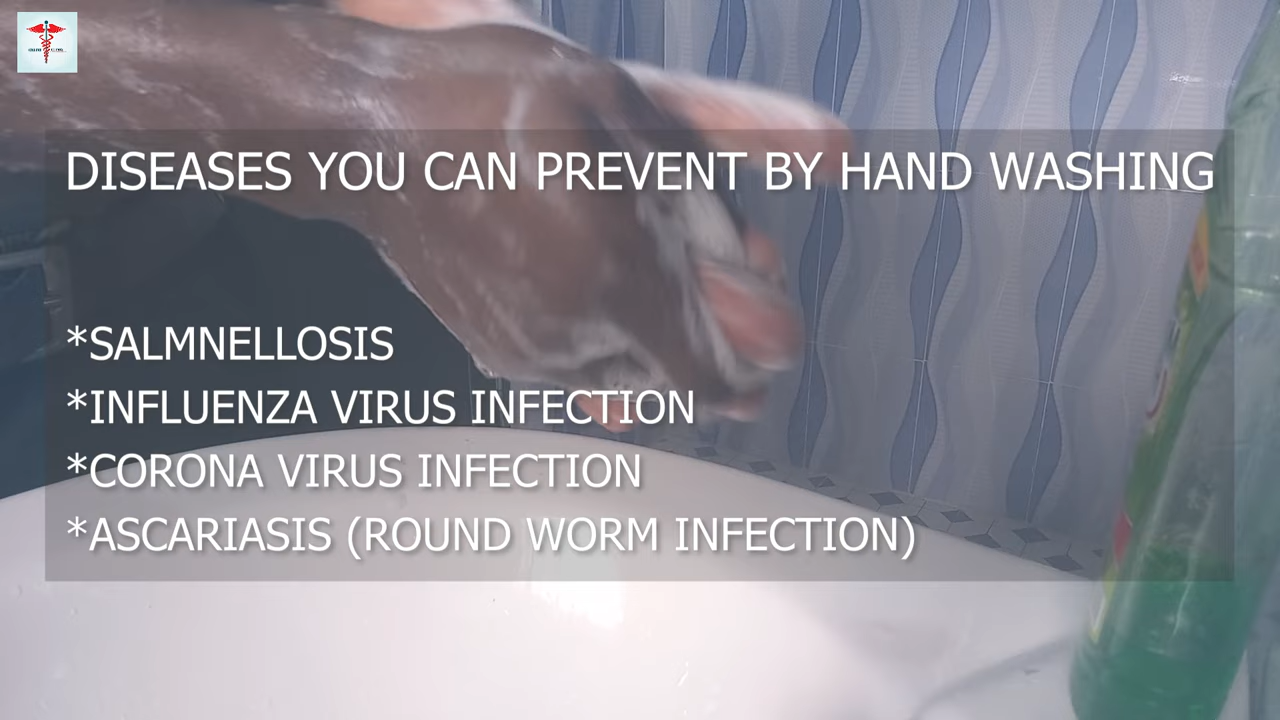 DISEASES YOU CAN PREVENT BY HAND WASHING
*SALMNELLOSIS
*INFLUENZA VIRUS INFECTION
*CORONA VIRUS INFECTION
*ASCARIASIS (ROUND WORM INFECTION)